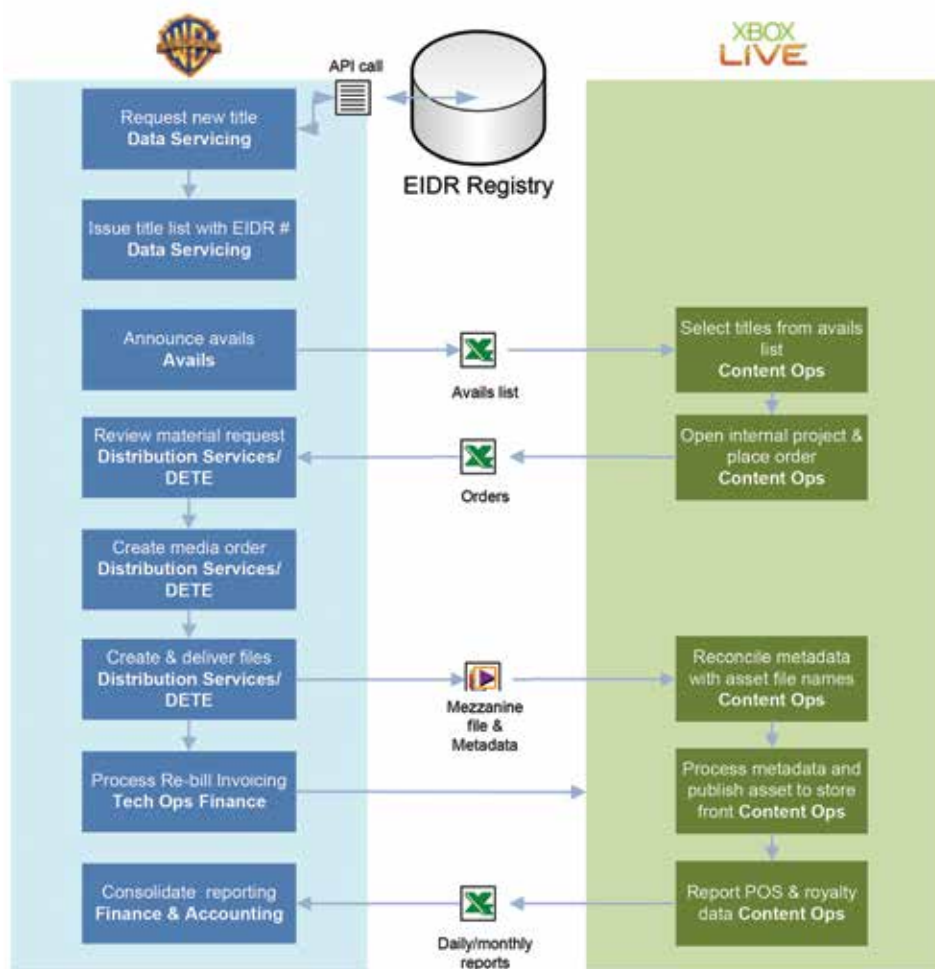 WB
XBOX
LIVE
API call
Request new title
Data Servicing
EIDR Registry
Issue title list with EIDR #
Data Servicing
Announce avails
Avails
Avails list
Select titles from avails
list
Content Ops
Review material request
Distribution Services/
DETE
Orders
Open internal project &
place order
Content Ops
Create media order
Distribution Services/
DETE
Create & deliver files
Distribution Services/
DETE
Mezzanine
file &
Metadata
Reconcile metadata
with asset file names
Content Ops
Process Re-bill Invoicing
Tech Ops Finance
Process metadata and
publish asset to store
front Content Ops
Consolidate reporting
Finance & Accounting
Daily/monthly
reports
Report POS & royalty
data Content Ops